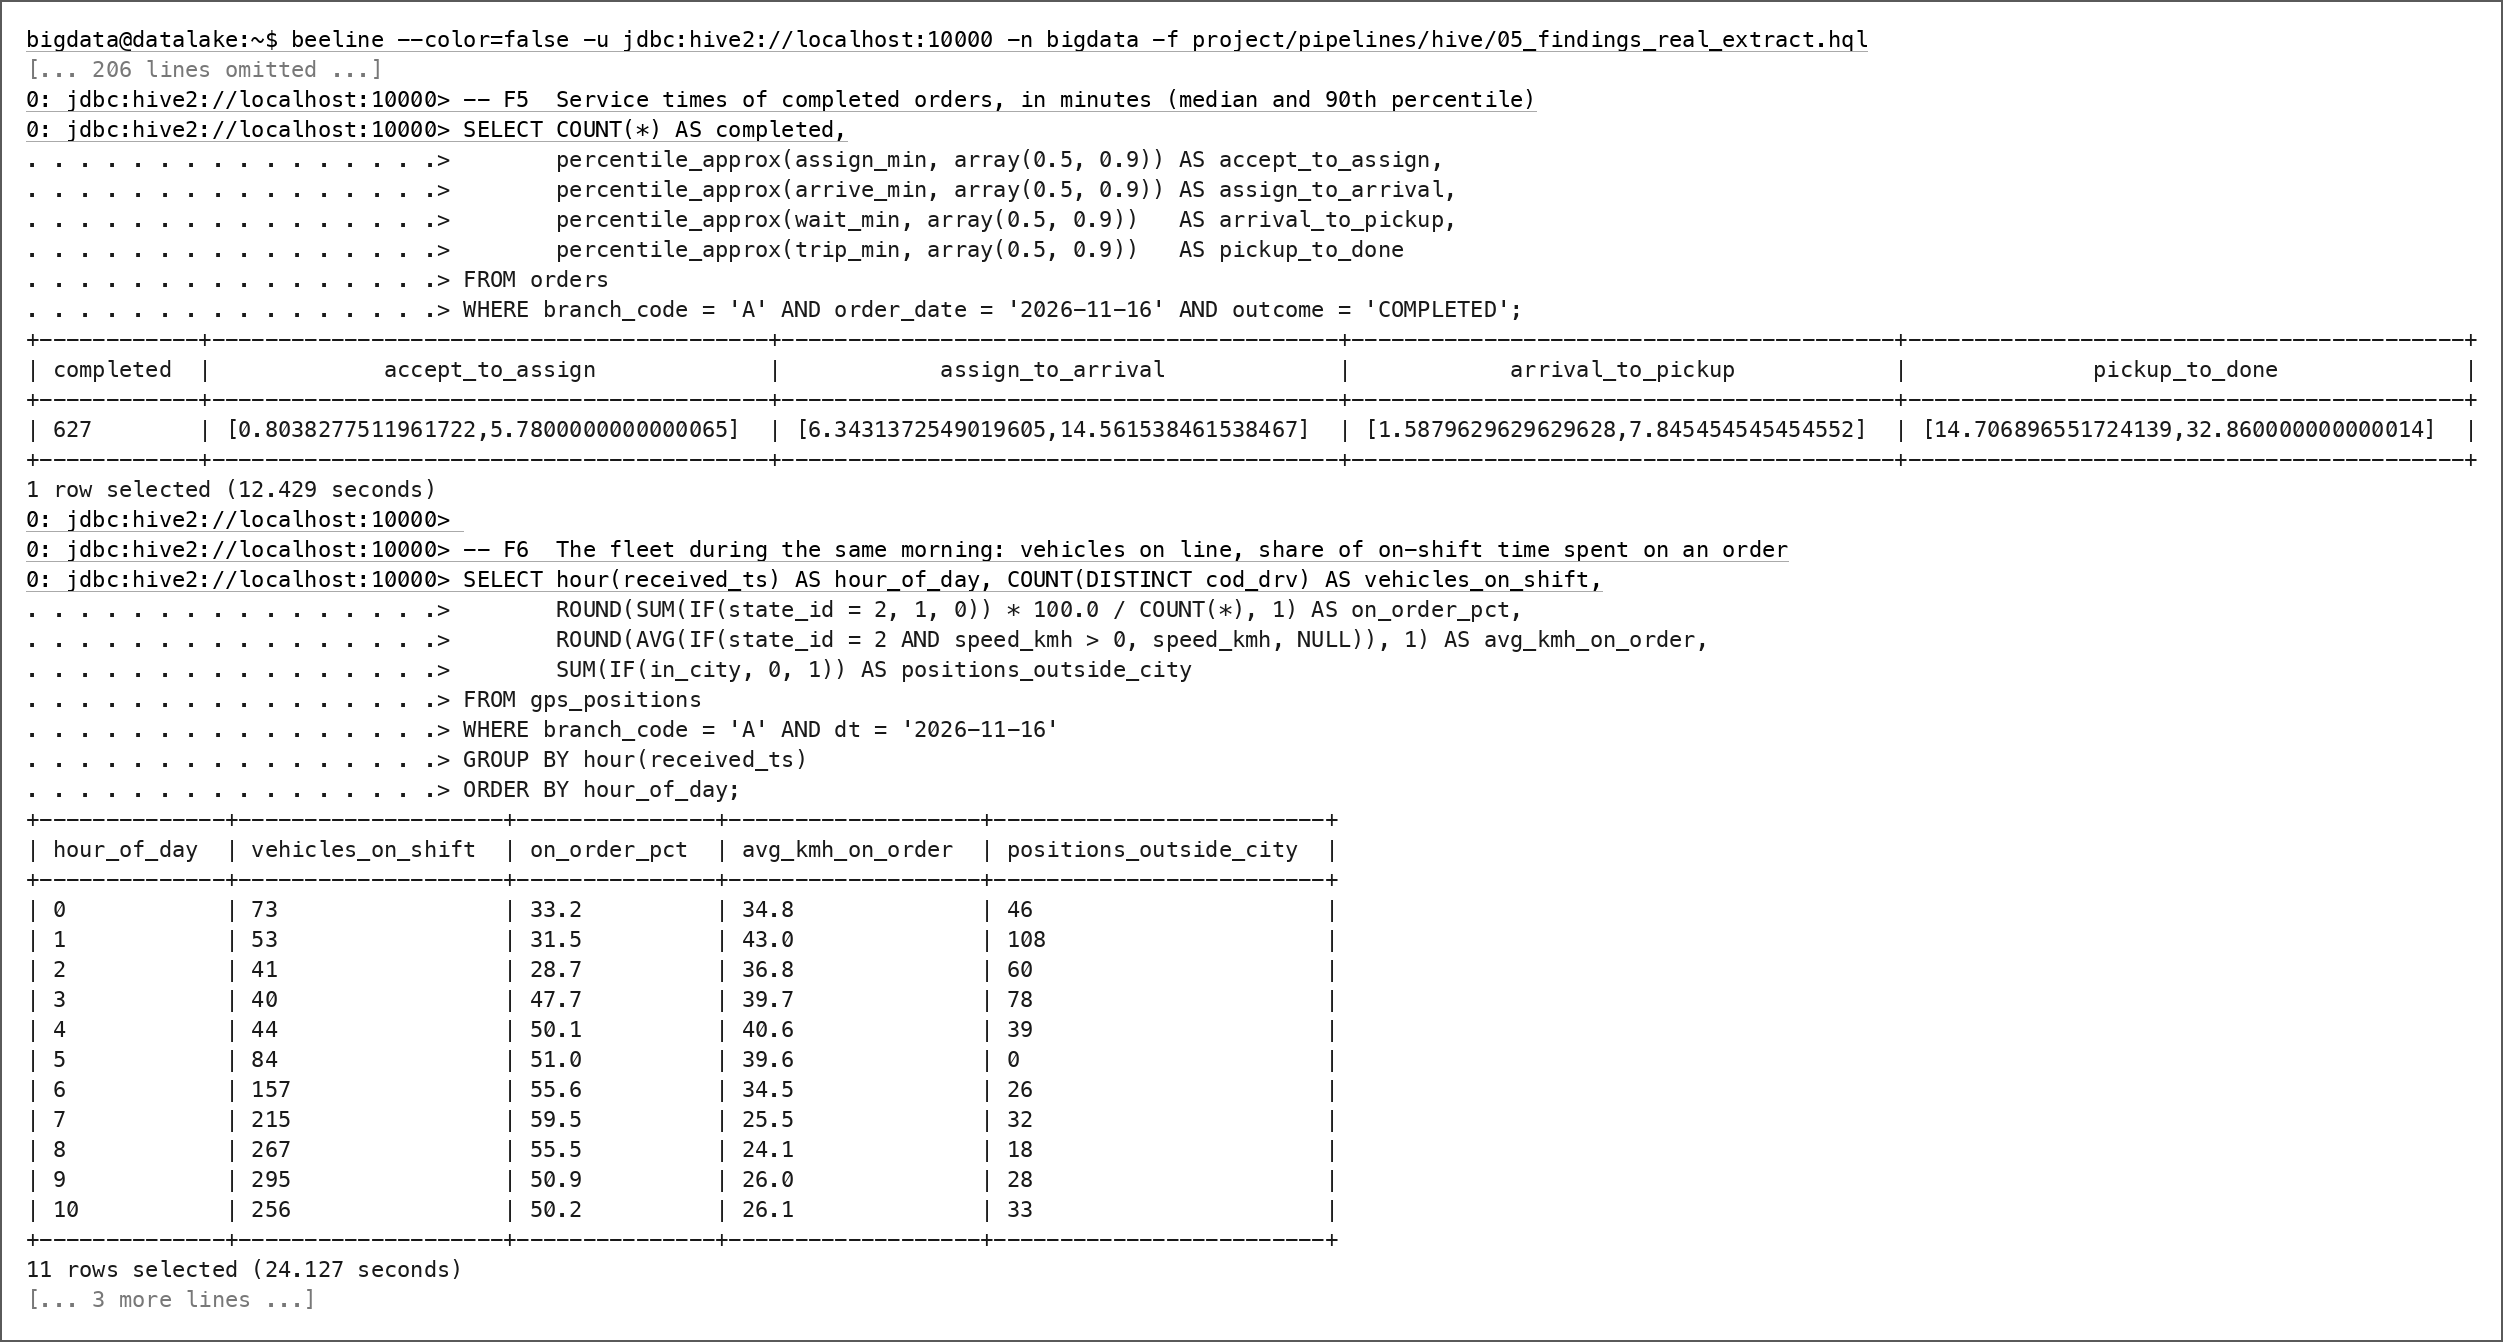 bigdata@datalake:~$ beeline --color=false -u jdbc:hive2://localhost:10000 -n bigdata -f project/pipelines/hive/05_findings_real_extract.hql
[... 206 lines omitted ...]
0: jdbc:hive2://localhost:10000> -- F5  Service times of completed orders, in minutes (median and 90th percentile)
0: jdbc:hive2://localhost:10000> SELECT COUNT(*) AS completed,
. . . . . . . . . . . . . . . .>        percentile_approx(assign_min, array(0.5, 0.9)) AS accept_to_assign,
. . . . . . . . . . . . . . . .>        percentile_approx(arrive_min, array(0.5, 0.9)) AS assign_to_arrival,
. . . . . . . . . . . . . . . .>        percentile_approx(wait_min, array(0.5, 0.9))   AS arrival_to_pickup,
. . . . . . . . . . . . . . . .>        percentile_approx(trip_min, array(0.5, 0.9))   AS pickup_to_done
. . . . . . . . . . . . . . . .> FROM orders
. . . . . . . . . . . . . . . .> WHERE branch_code = 'A' AND order_date = '2026-11-16' AND outcome = 'COMPLETED';
+------------+------------------------------------------+------------------------------------------+-----------------------------------------+------------------------------------------+
| completed  |             accept_to_assign             |            assign_to_arrival             |            arrival_to_pickup            |              pickup_to_done              |
+------------+------------------------------------------+------------------------------------------+-----------------------------------------+------------------------------------------+
| 627        | [0.8038277511961722,5.7800000000000065]  | [6.3431372549019605,14.561538461538467]  | [1.5879629629629628,7.845454545454552]  | [14.706896551724139,32.860000000000014]  |
+------------+------------------------------------------+------------------------------------------+-----------------------------------------+------------------------------------------+
1 row selected (12.429 seconds)
0: jdbc:hive2://localhost:10000>
0: jdbc:hive2://localhost:10000> -- F6  The fleet during the same morning: vehicles on line, share of on-shift time spent on an order
0: jdbc:hive2://localhost:10000> SELECT hour(received_ts) AS hour_of_day, COUNT(DISTINCT cod_drv) AS vehicles_on_shift,
. . . . . . . . . . . . . . . .>        ROUND(SUM(IF(state_id = 2, 1, 0)) * 100.0 / COUNT(*), 1) AS on_order_pct,
. . . . . . . . . . . . . . . .>        ROUND(AVG(IF(state_id = 2 AND speed_kmh > 0, speed_kmh, NULL)), 1) AS avg_kmh_on_order,
. . . . . . . . . . . . . . . .>        SUM(IF(in_city, 0, 1)) AS positions_outside_city
. . . . . . . . . . . . . . . .> FROM gps_positions
. . . . . . . . . . . . . . . .> WHERE branch_code = 'A' AND dt = '2026-11-16'
. . . . . . . . . . . . . . . .> GROUP BY hour(received_ts)
. . . . . . . . . . . . . . . .> ORDER BY hour_of_day;
+--------------+--------------------+---------------+-------------------+-------------------------+
| hour_of_day  | vehicles_on_shift  | on_order_pct  | avg_kmh_on_order  | positions_outside_city  |
+--------------+--------------------+---------------+-------------------+-------------------------+
| 0            | 73                 | 33.2          | 34.8              | 46                      |
| 1            | 53                 | 31.5          | 43.0              | 108                     |
| 2            | 41                 | 28.7          | 36.8              | 60                      |
| 3            | 40                 | 47.7          | 39.7              | 78                      |
| 4            | 44                 | 50.1          | 40.6              | 39                      |
| 5            | 84                 | 51.0          | 39.6              | 0                       |
| 6            | 157                | 55.6          | 34.5              | 26                      |
| 7            | 215                | 59.5          | 25.5              | 32                      |
| 8            | 267                | 55.5          | 24.1              | 18                      |
| 9            | 295                | 50.9          | 26.0              | 28                      |
| 10           | 256                | 50.2          | 26.1              | 33                      |
+--------------+--------------------+---------------+-------------------+-------------------------+
11 rows selected (24.127 seconds)
[... 3 more lines ...]